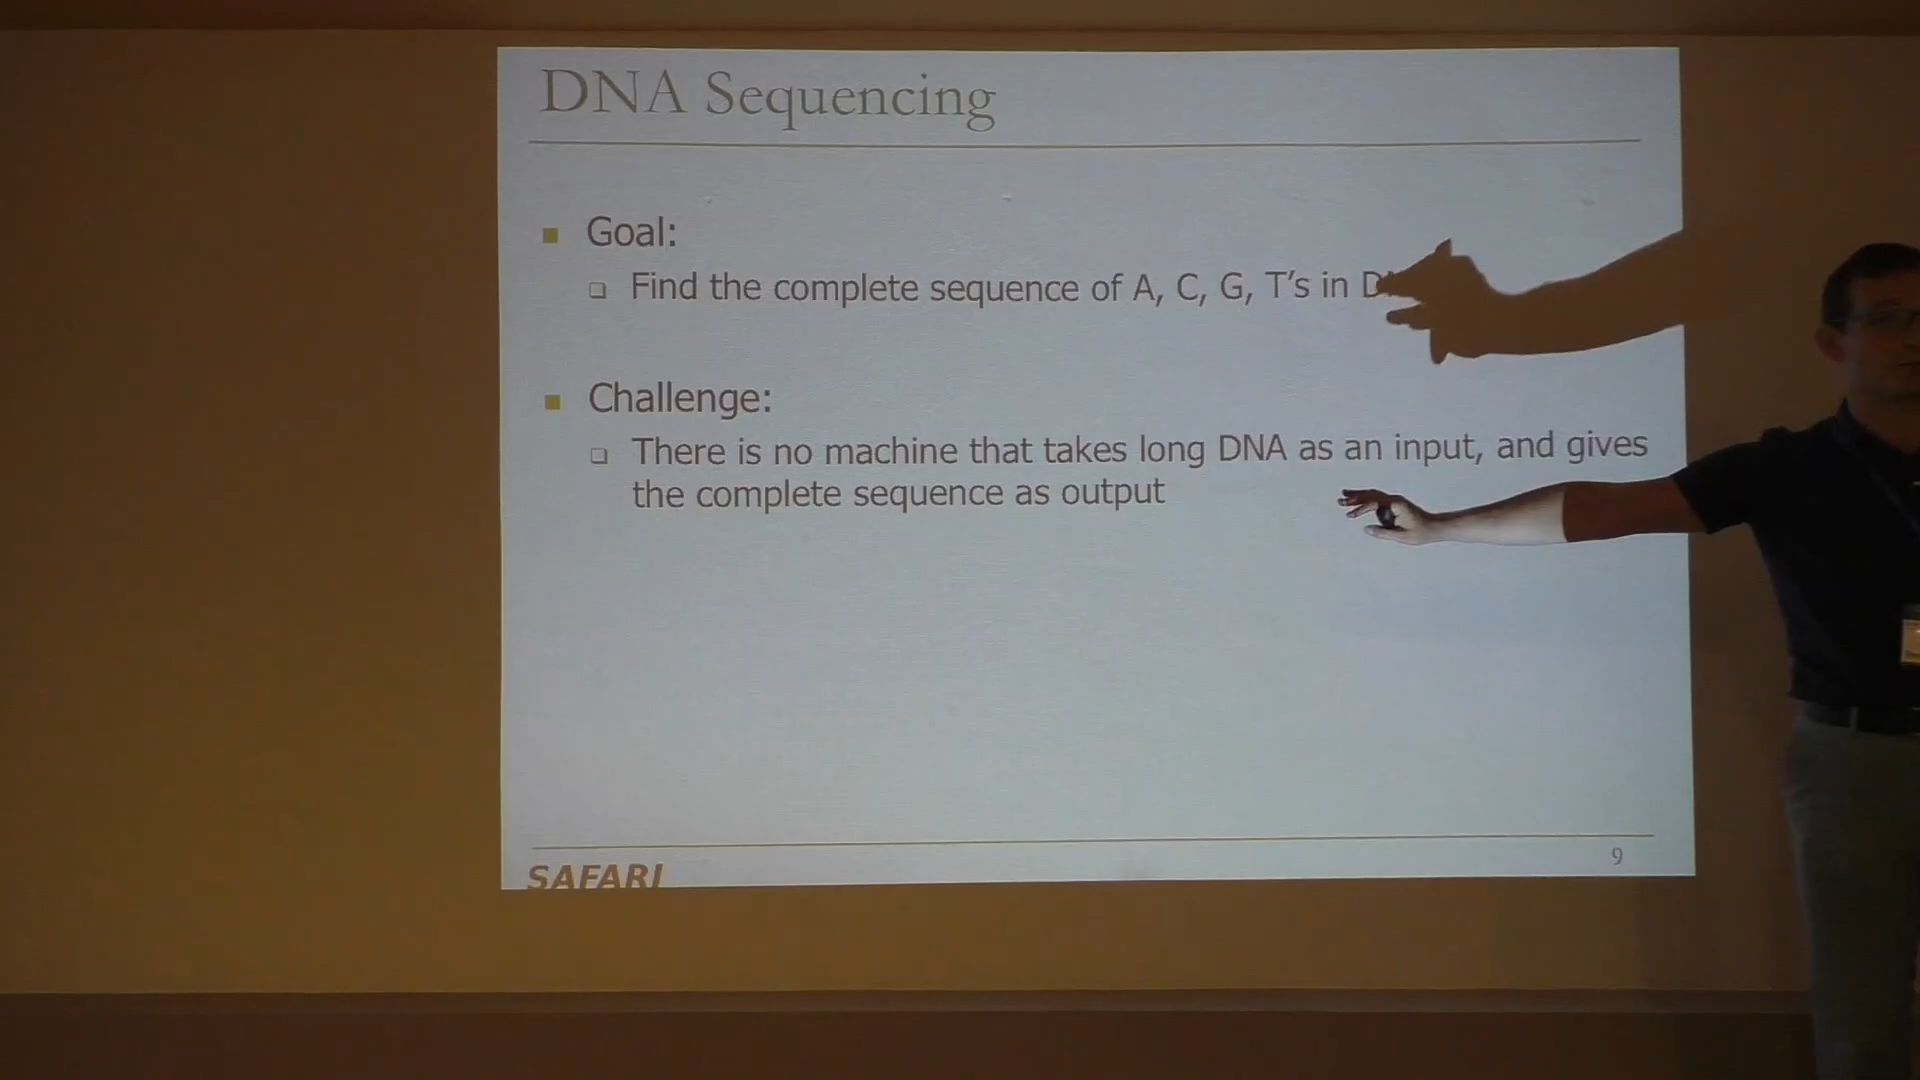 DNA Sequencing
Goal:
Find the complete sequence of A, C, G, T's in
Challenge:
There is no machine that takes long DNA as an input, and gives
the complete sequence as output
SAFARI
9